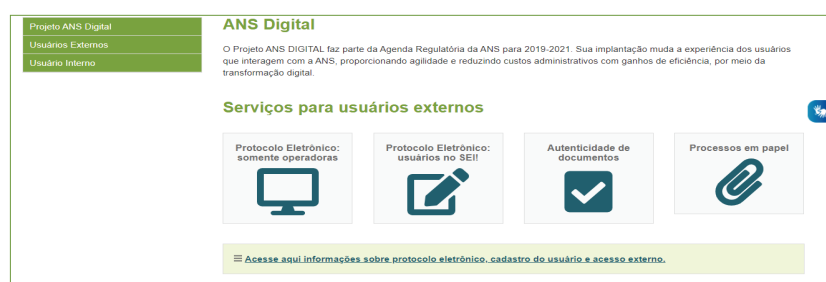 Projeto ANS Digital
Usuários Externos
Usuário Interno
ANS Digital
O Projeto ANS DIGITAL faz parte da Agenda Regulatória da ANS para 2019-2021. Sua implantação muda a experiência dos usuários
que interagem com a ANS, proporcionando agilidade e reduzindo custos administrativos com ganhos de eficiência, por meio da
transformação digital.
Serviços para usuários externos
Protocolo Eletrônico:
somente operadoras
Protocolo Eletrônico:
usuários no SEI!
Autenticidade de
documentos
Processos em papel
Acesse aqui informações sobre protocolo eletrônico, cadastro do usuário e acesso externo.